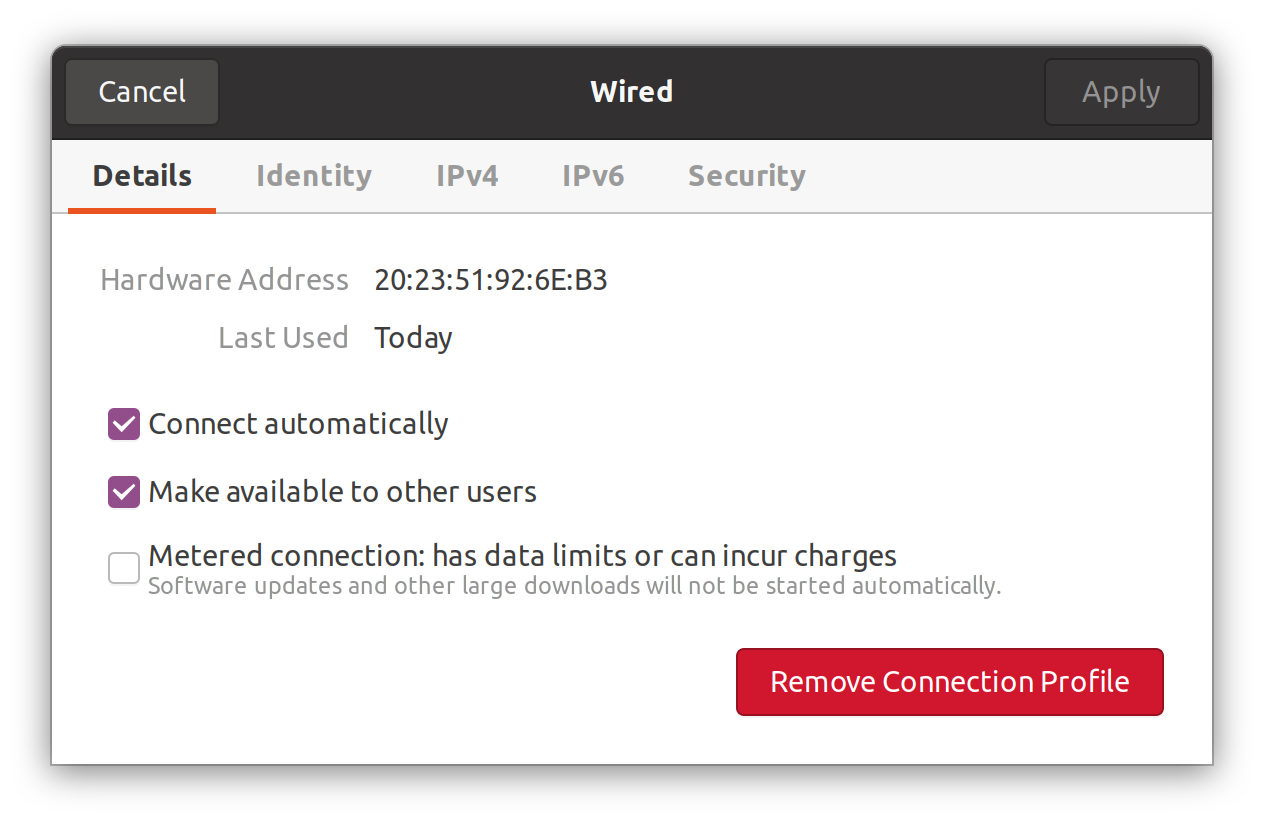 Cancel
Wired
Apply
Details
Identity
IPv4
IPv6
Security
Hardware Address 20:23:51:92:6E:B3
Last Used Today
Connect automatically
Make available to other users
Metered connection: has data limits or can incur charges
Software updates and other large downloads will not be started automatically.
Remove Connection Profile